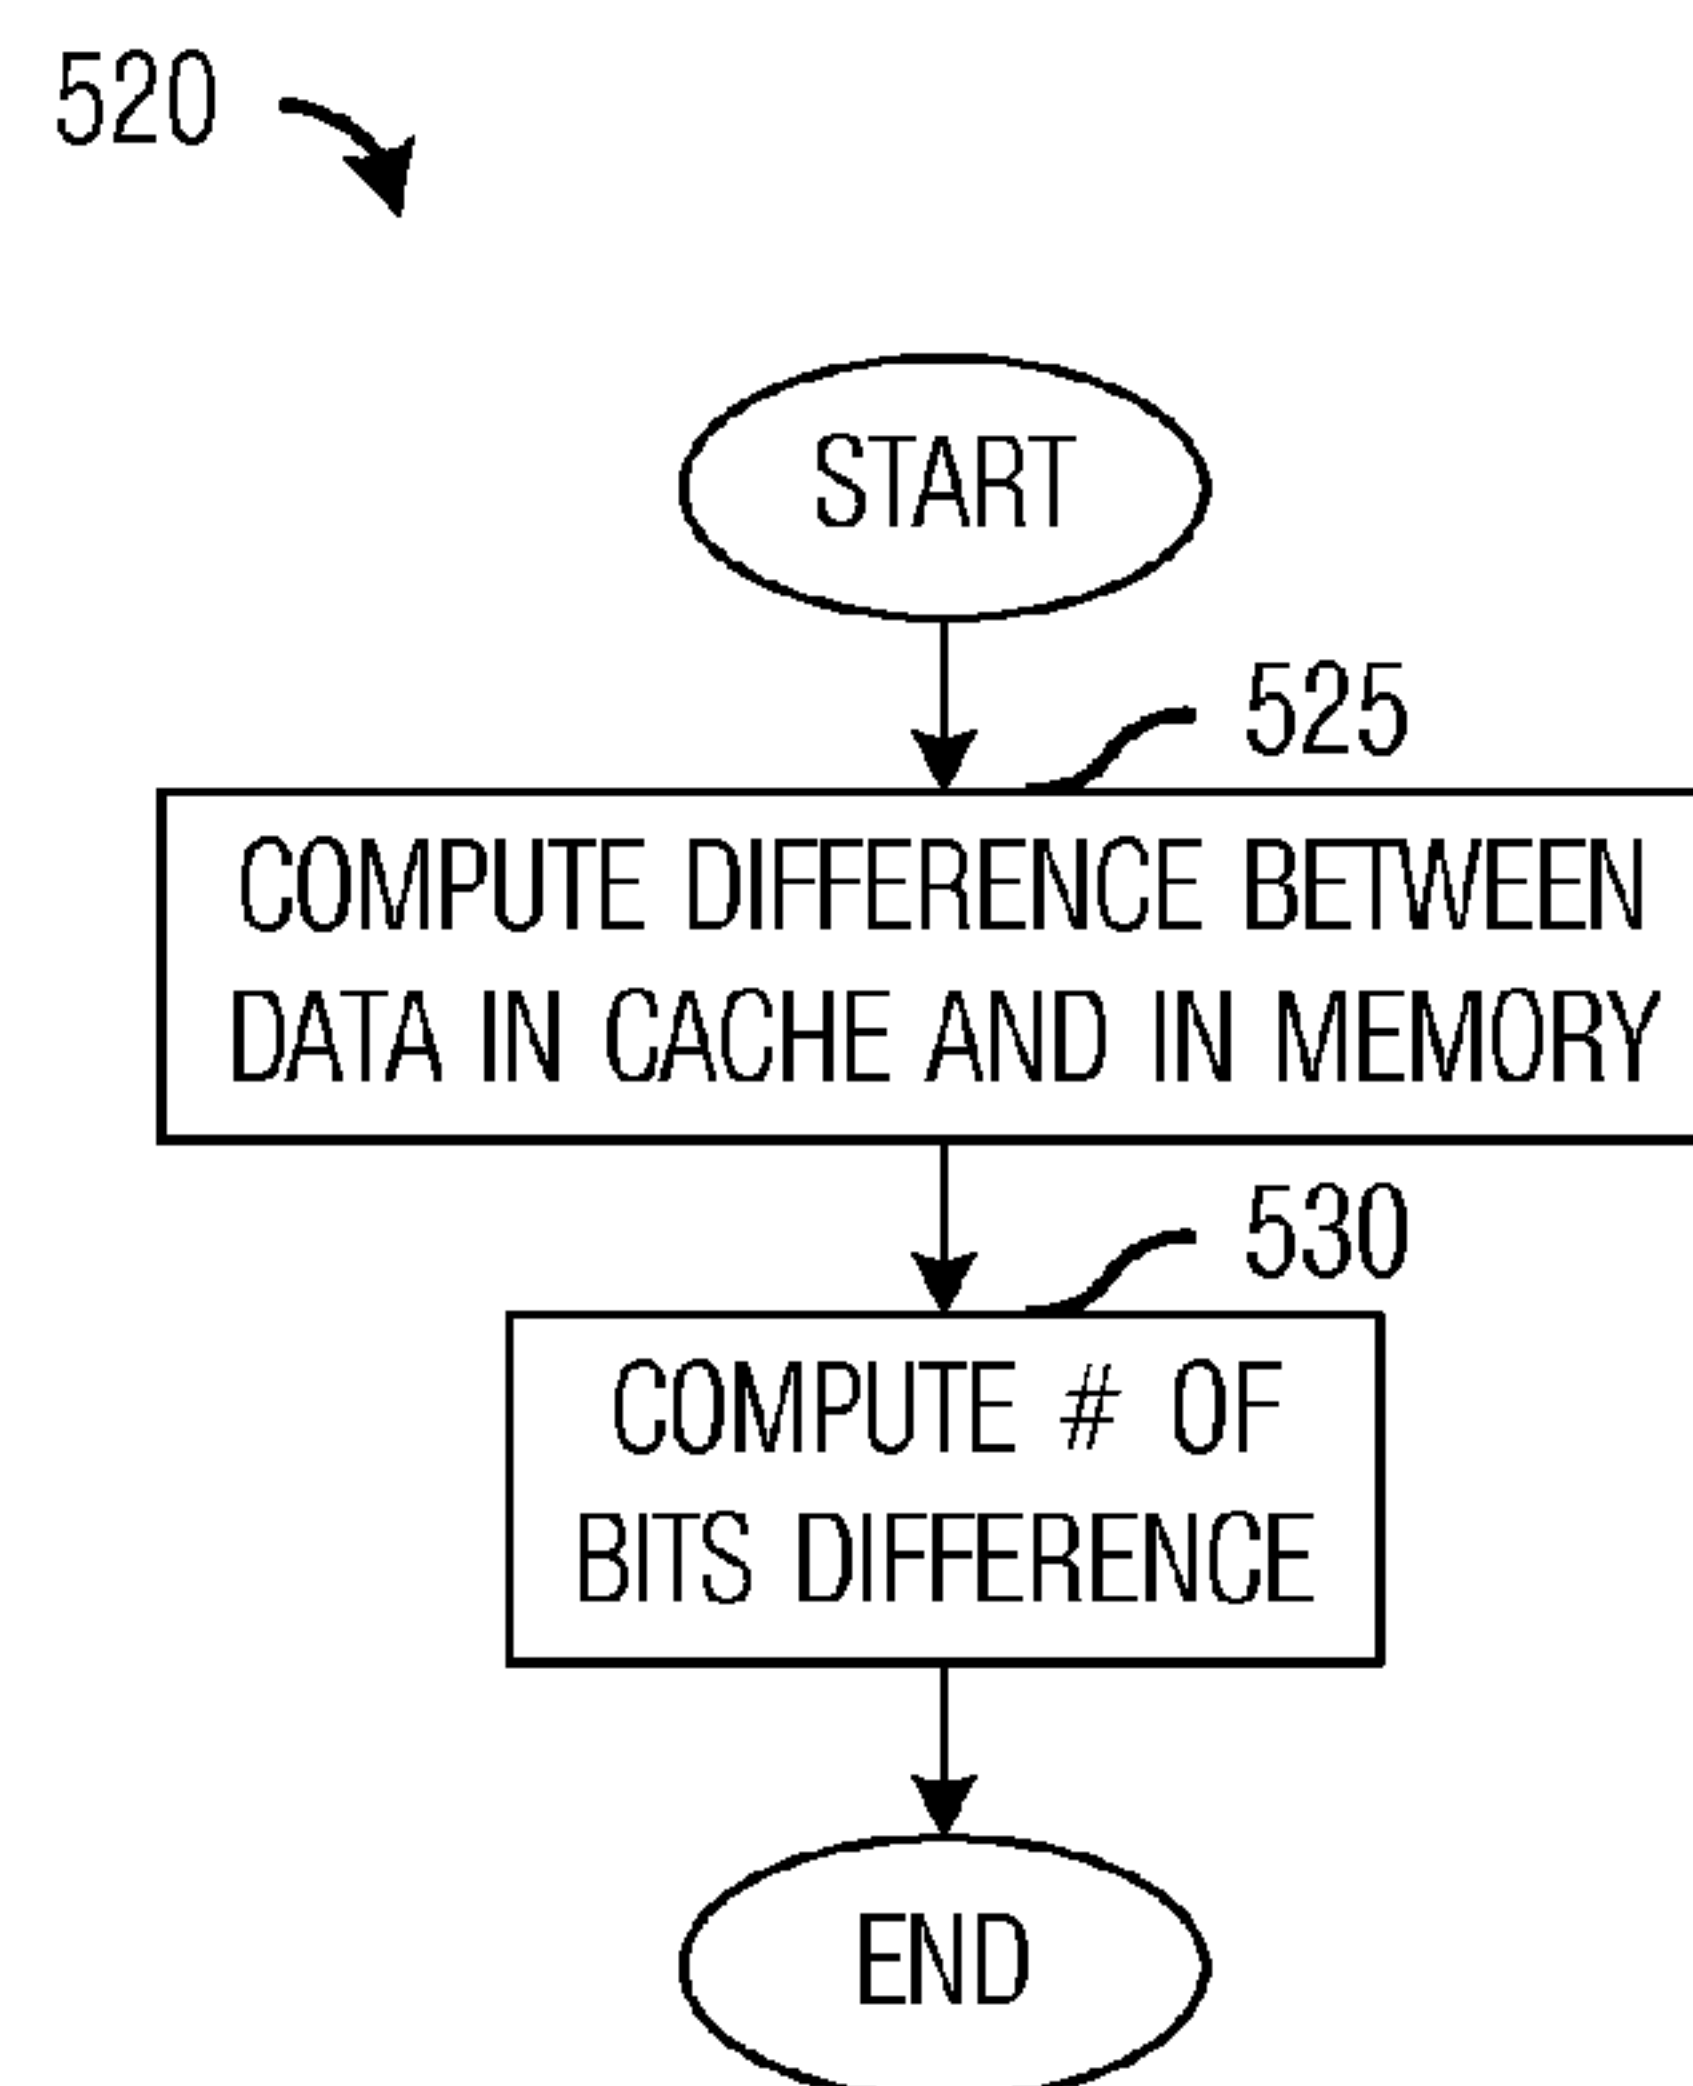 520
START
525
COMPUTE DIFFERENCE BETWEEN
DATA IN CACHE AND IN MEMORY
530
COMPUTE # OF
BITS DIFFERENCE
END